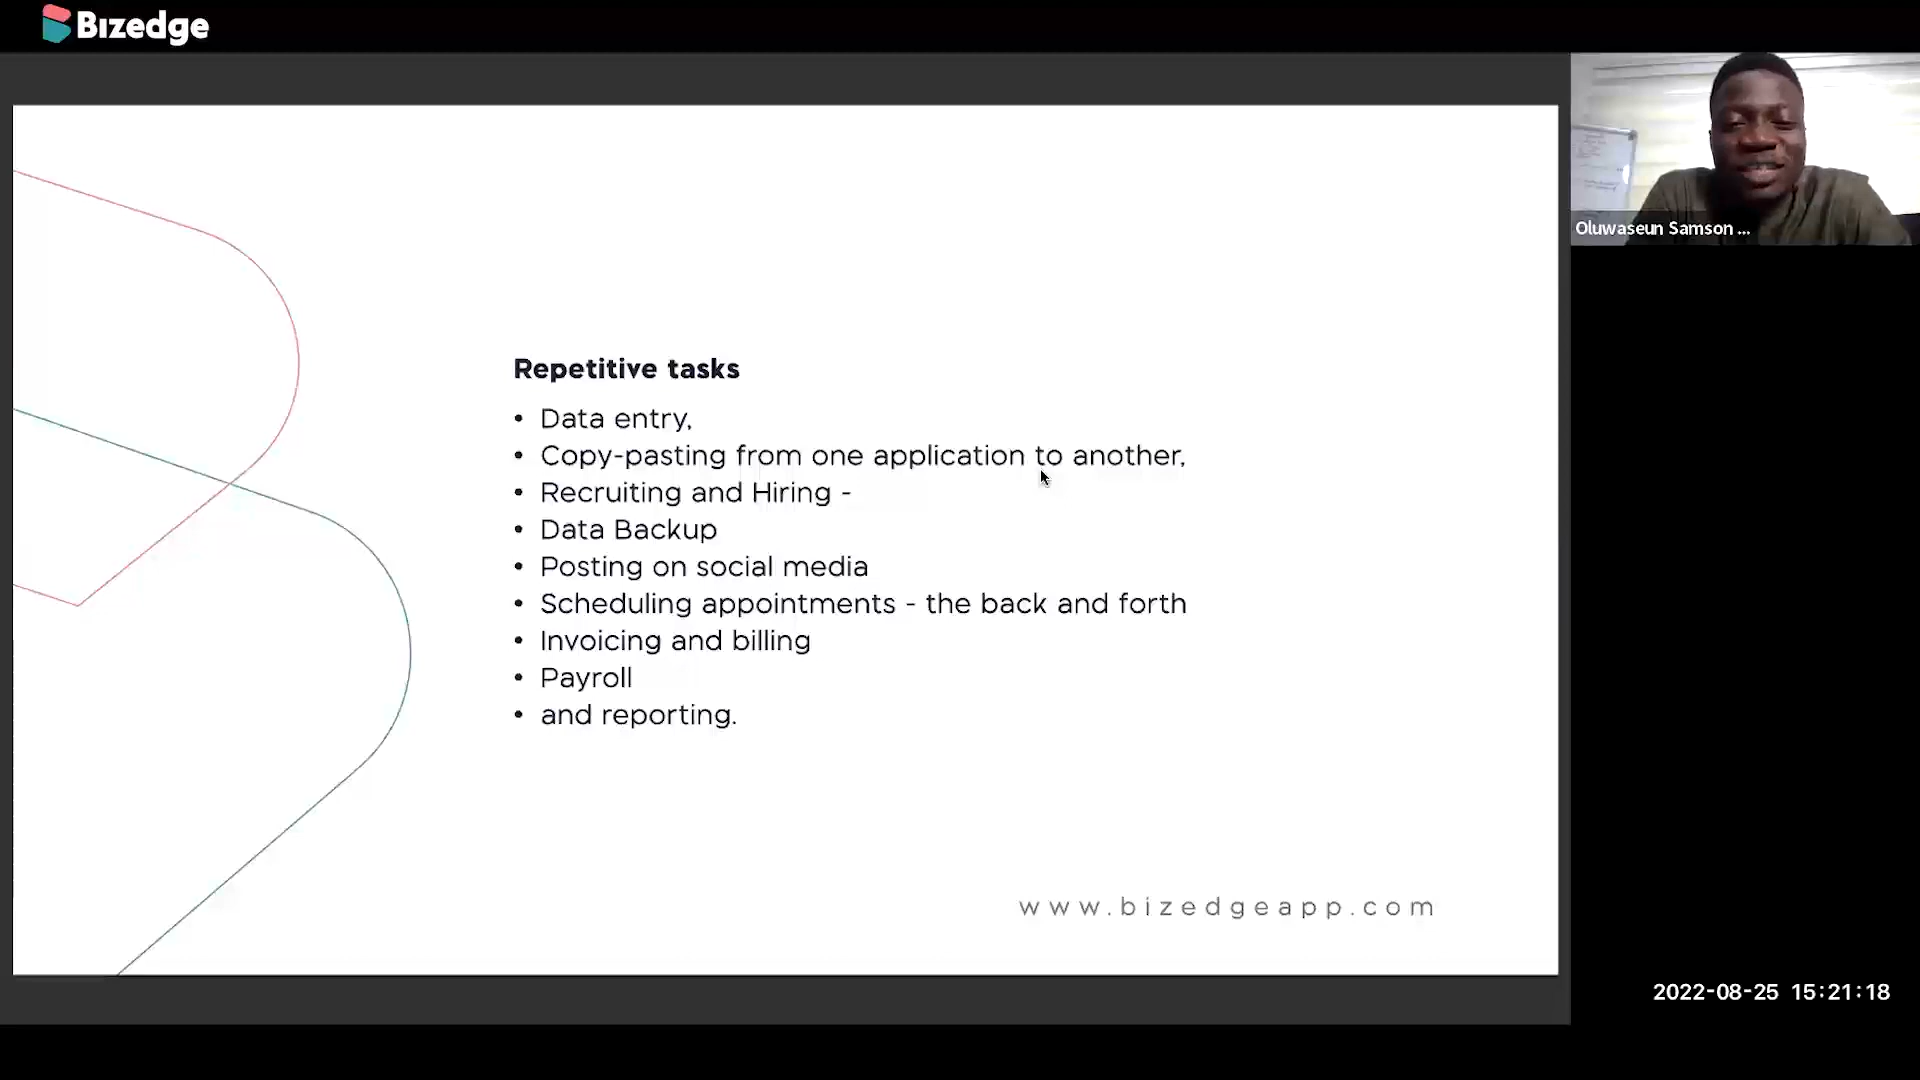 Bizedge
Oluwaseun Samson ...
Repetitive tasks
• Data entry,
• Copy-pasting from one application to another,
• Recruiting and Hiring -
• Data Backup
• Posting on social media
• Scheduling appointments - the back and forth
• Invoicing and billing
• Payroll
• and reporting.
www.bizedgeapp.com
2022-08-25 15:21:18